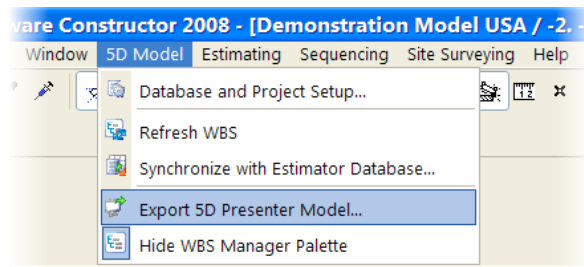 ware Constructor 2008 - [Demonstration Model USA / -2. -
Window 5D Model Estimating Sequencing Site Surveying Help
Database and Project Setup...
Refresh WBS
Synchronize with Estimator Database...
Export 5D Presenter Model...
Hide WBS Manager Palette